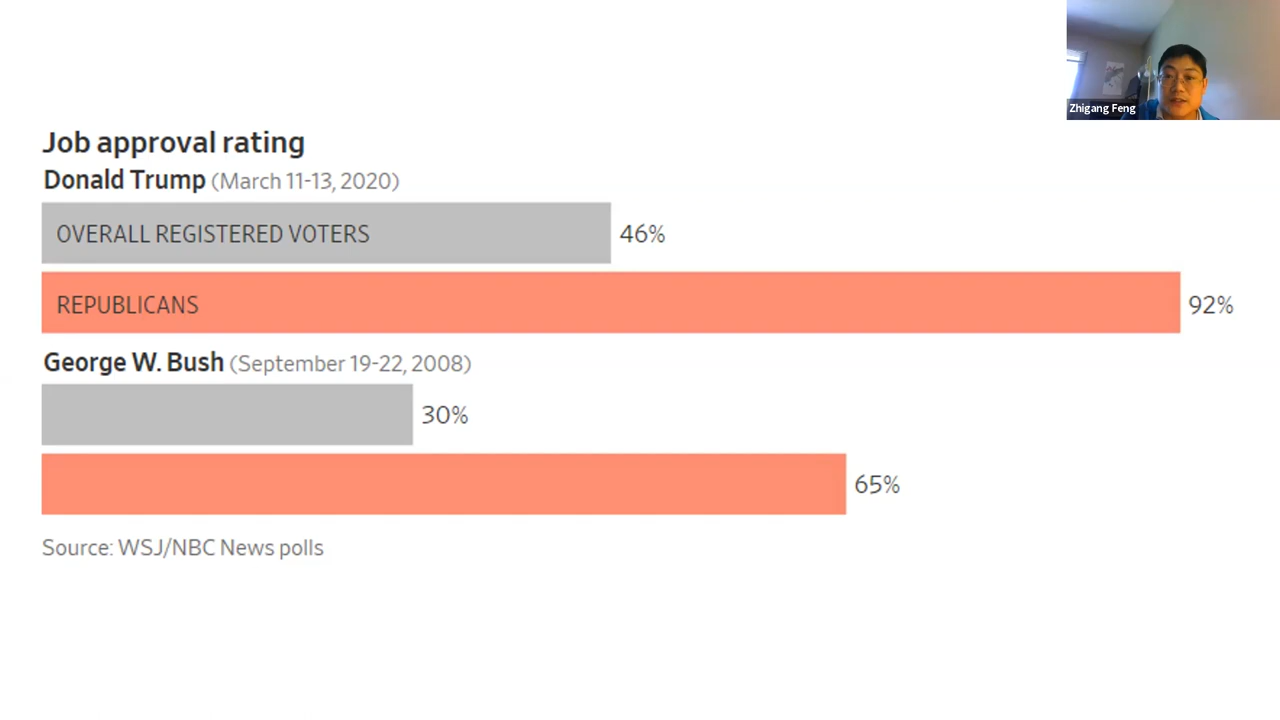 Zhigang Feng
Job approval rating
Donald Trump (March 11-13, 2020)
OVERALL REGISTERED VOTERS 46%
REPUBLICANS 92%
George W. Bush (September 19-22, 2008)
30%
65%
Source: WSJ/NBC News polls